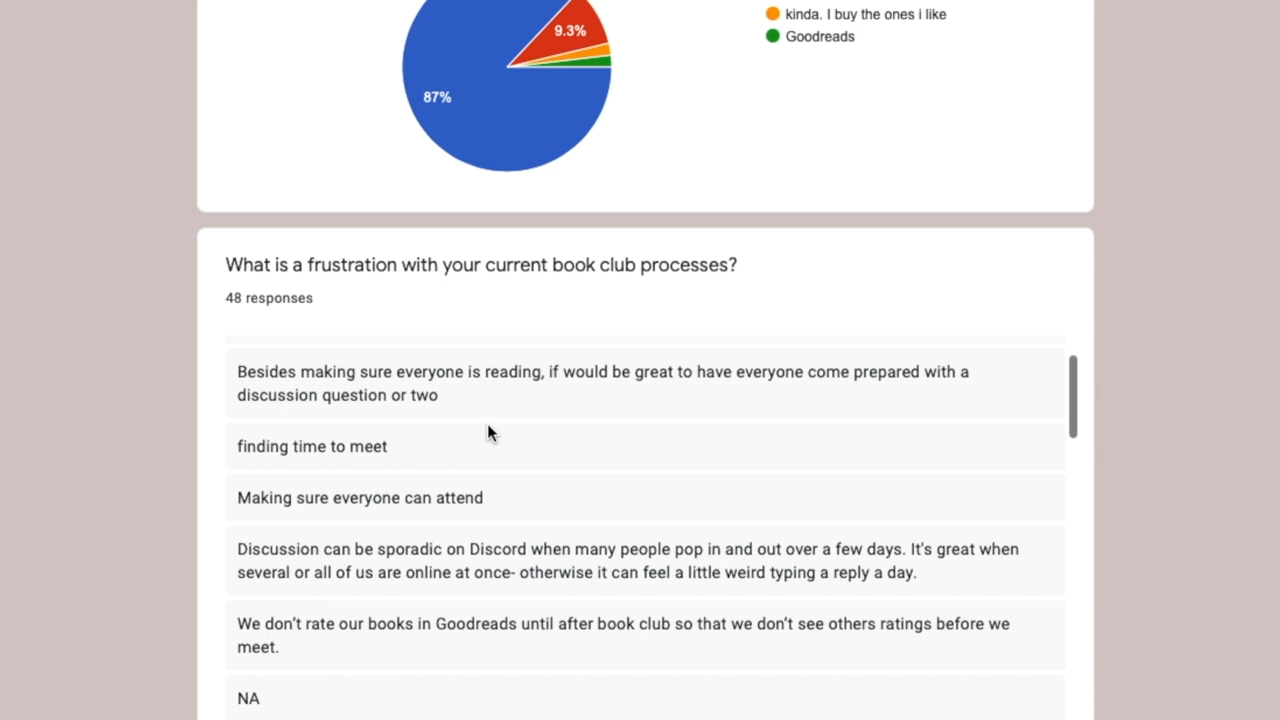 kinda. I buy the ones i like
9.3%
Goodreads
87%
What is a frustration with your current book club processes?
48 responses
Besides making sure everyone is reading, if would be great to have everyone come prepared with a
discussion question or two
finding time to meet
Making sure everyone can attend
Discussion can be sporadic on Discord when many people pop in and out over a few days. It's great when
several or all of us are online at once- otherwise it can feel a little weird typing a reply a day.
We don’t rate our books in Goodreads until after book club so that we don’t see others ratings before we
meet.
NA